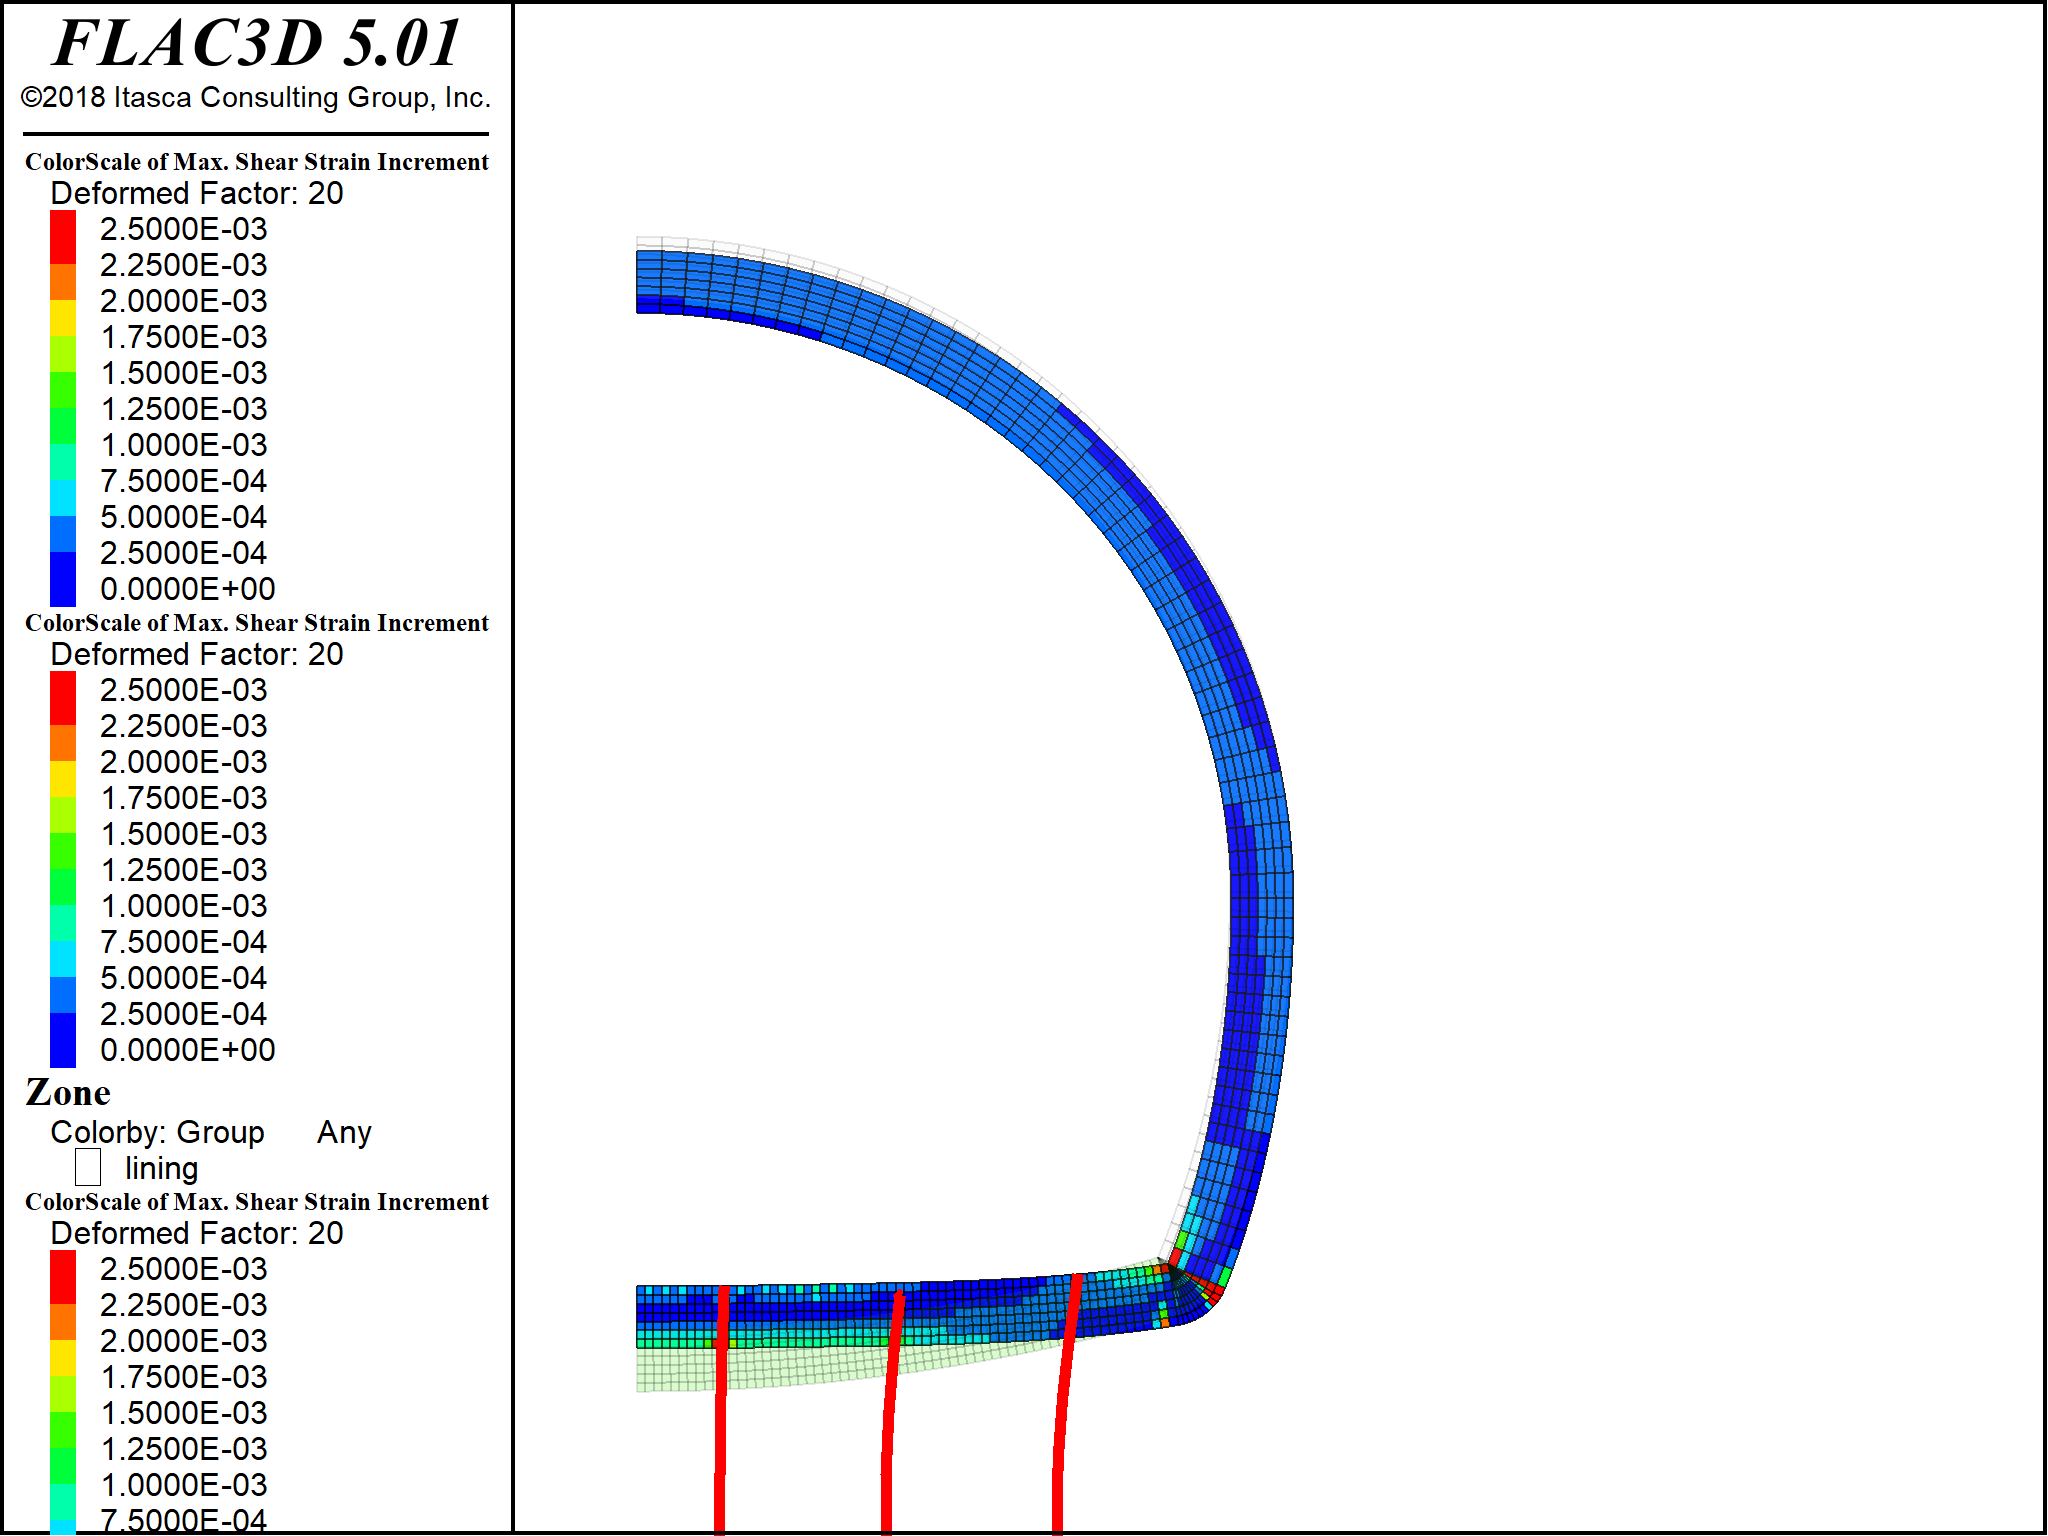 FLAC3D 5.01
©2018 Itasca Consulting Group, Inc.
ColorScale of Max. Shear Strain Increment
Deformed Factor: 20
2.5000E-03
2.2500E-03
2.0000E-03
1.7500E-03
1.5000E-03
1.2500E-03
1.0000E-03
7.5000E-04
5.0000E-04
2.5000E-04
0.0000E+00
ColorScale of Max. Shear Strain Increment
Deformed Factor: 20
2.5000E-03
2.2500E-03
2.0000E-03
1.7500E-03
1.5000E-03
1.2500E-03
1.0000E-03
7.5000E-04
5.0000E-04
2.5000E-04
0.0000E+00
Zone
Colorby: Group Any
lining
ColorScale of Max. Shear Strain Increment
Deformed Factor: 20
2.5000E-03
2.2500E-03
2.0000E-03
1.7500E-03
1.5000E-03
1.2500E-03
1.0000E-03
7.5000E-04